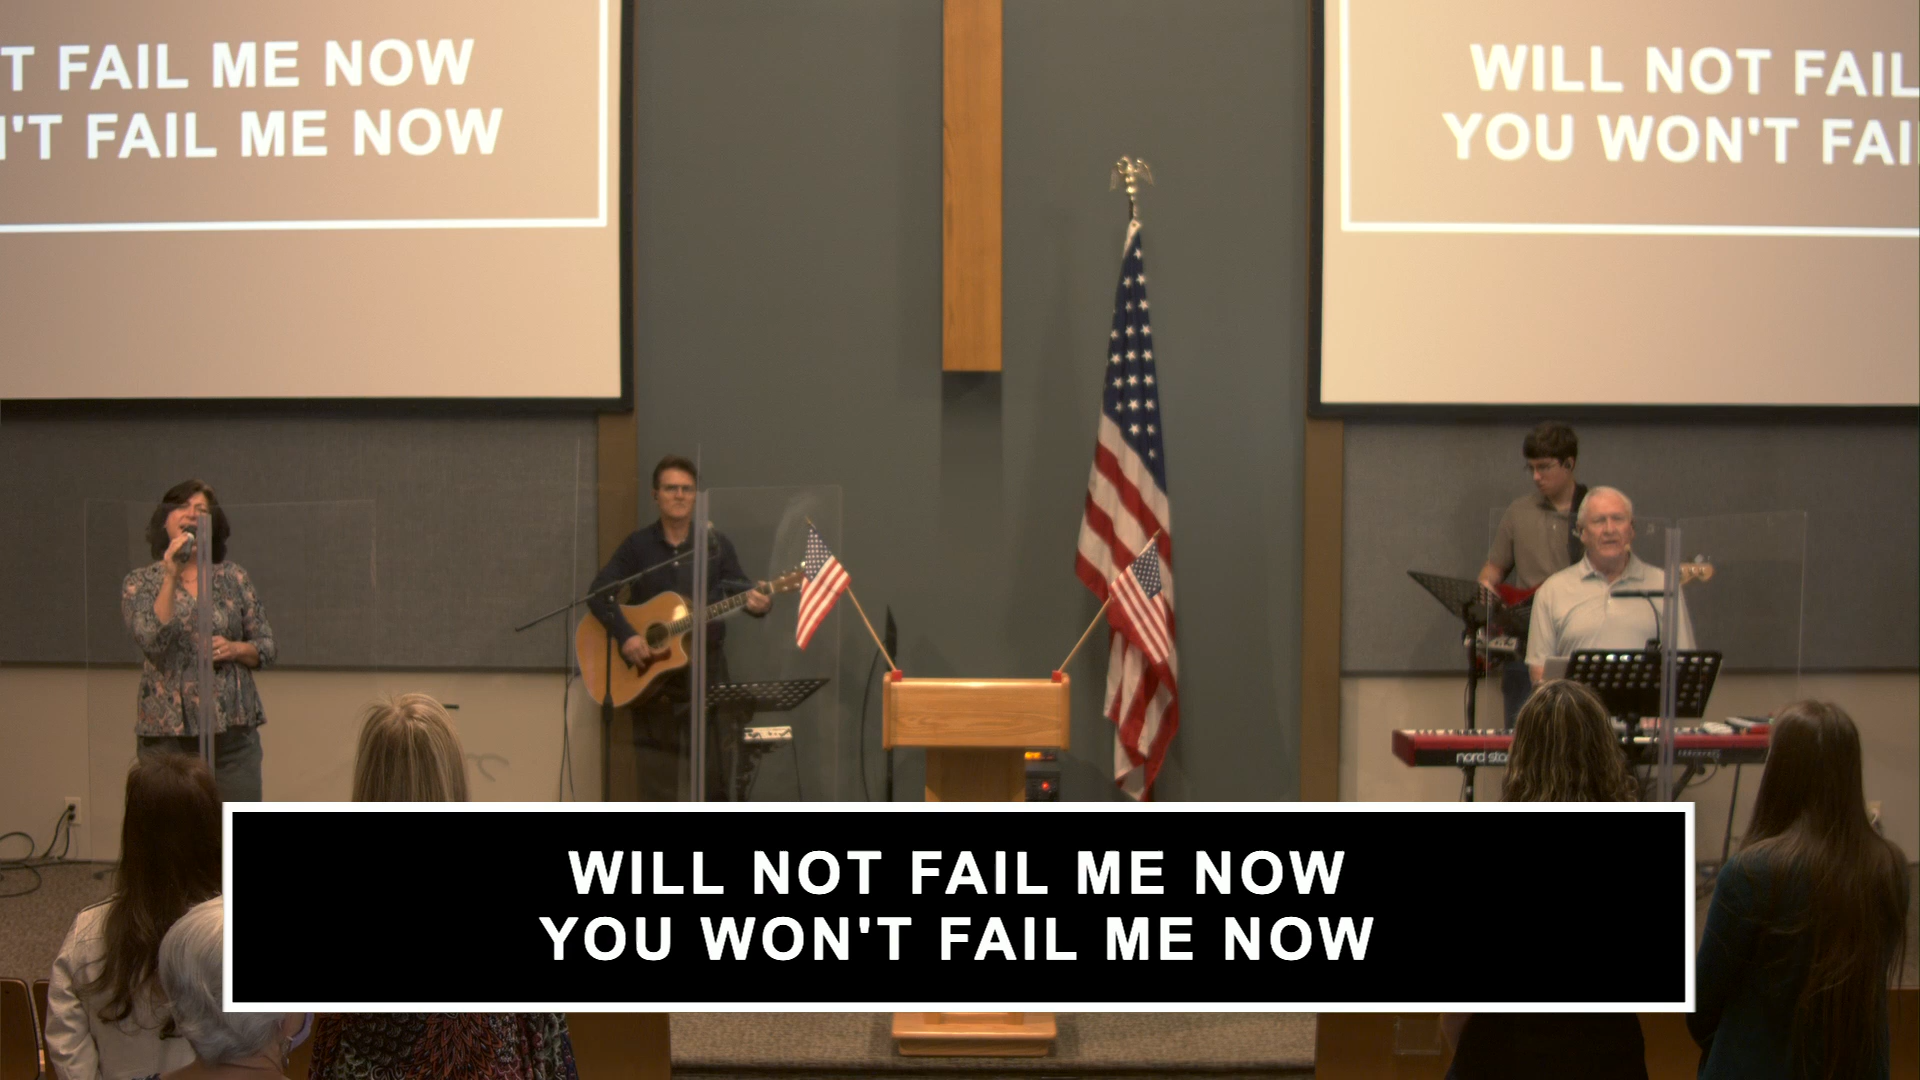 T FAIL ME NOW
N'T FAIL ME NOW
WILL NOT FAIL
YOU WON'T FAI
nord sta
WILL NOT FAIL ME NOW
YOU WON'T FAIL ME NOW